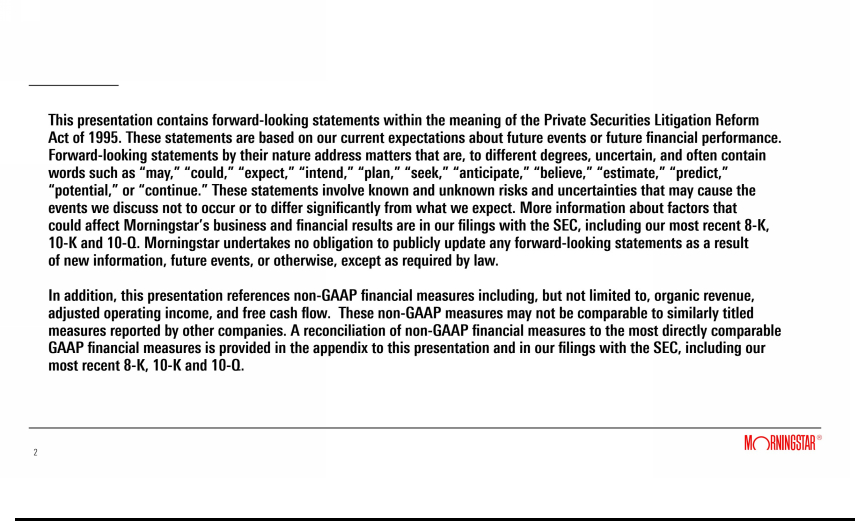 This presentation contains forward-looking statements within the meaning of the Private Securities Litigation Reform
Act of 1995. These statements are based on our current expectations about future events or future financial performance.
Forward-looking statements by their nature address matters that are, to different degrees, uncertain, and often contain
words such as “may,” “could,” “expect,” “intend,” “plan,” “seek,” “anticipate,” “believe,” “estimate,” “predict,”
“potential,” or “continue.” These statements involve known and unknown risks and uncertainties that may cause the
events we discuss not to occur or to differ significantly from what we expect. More information about factors that
could affect Morningstar’s business and financial results are in our filings with the SEC, including our most recent 8-K,
10-K and 10-Q. Morningstar undertakes no obligation to publicly update any forward-looking statements as a result
of new information, future events, or otherwise, except as required by law.
In addition, this presentation references non-GAAP financial measures including, but not limited to, organic revenue,
adjusted operating income, and free cash flow.  These non-GAAP measures may not be comparable to similarly titled
measures reported by other companies. A reconciliation of non-GAAP financial measures to the most directly comparable
GAAP financial measures is provided in the appendix to this presentation and in our filings with the SEC, including our
most recent 8-K, 10-K and 10-Q.
MORNINGSTAR®
2